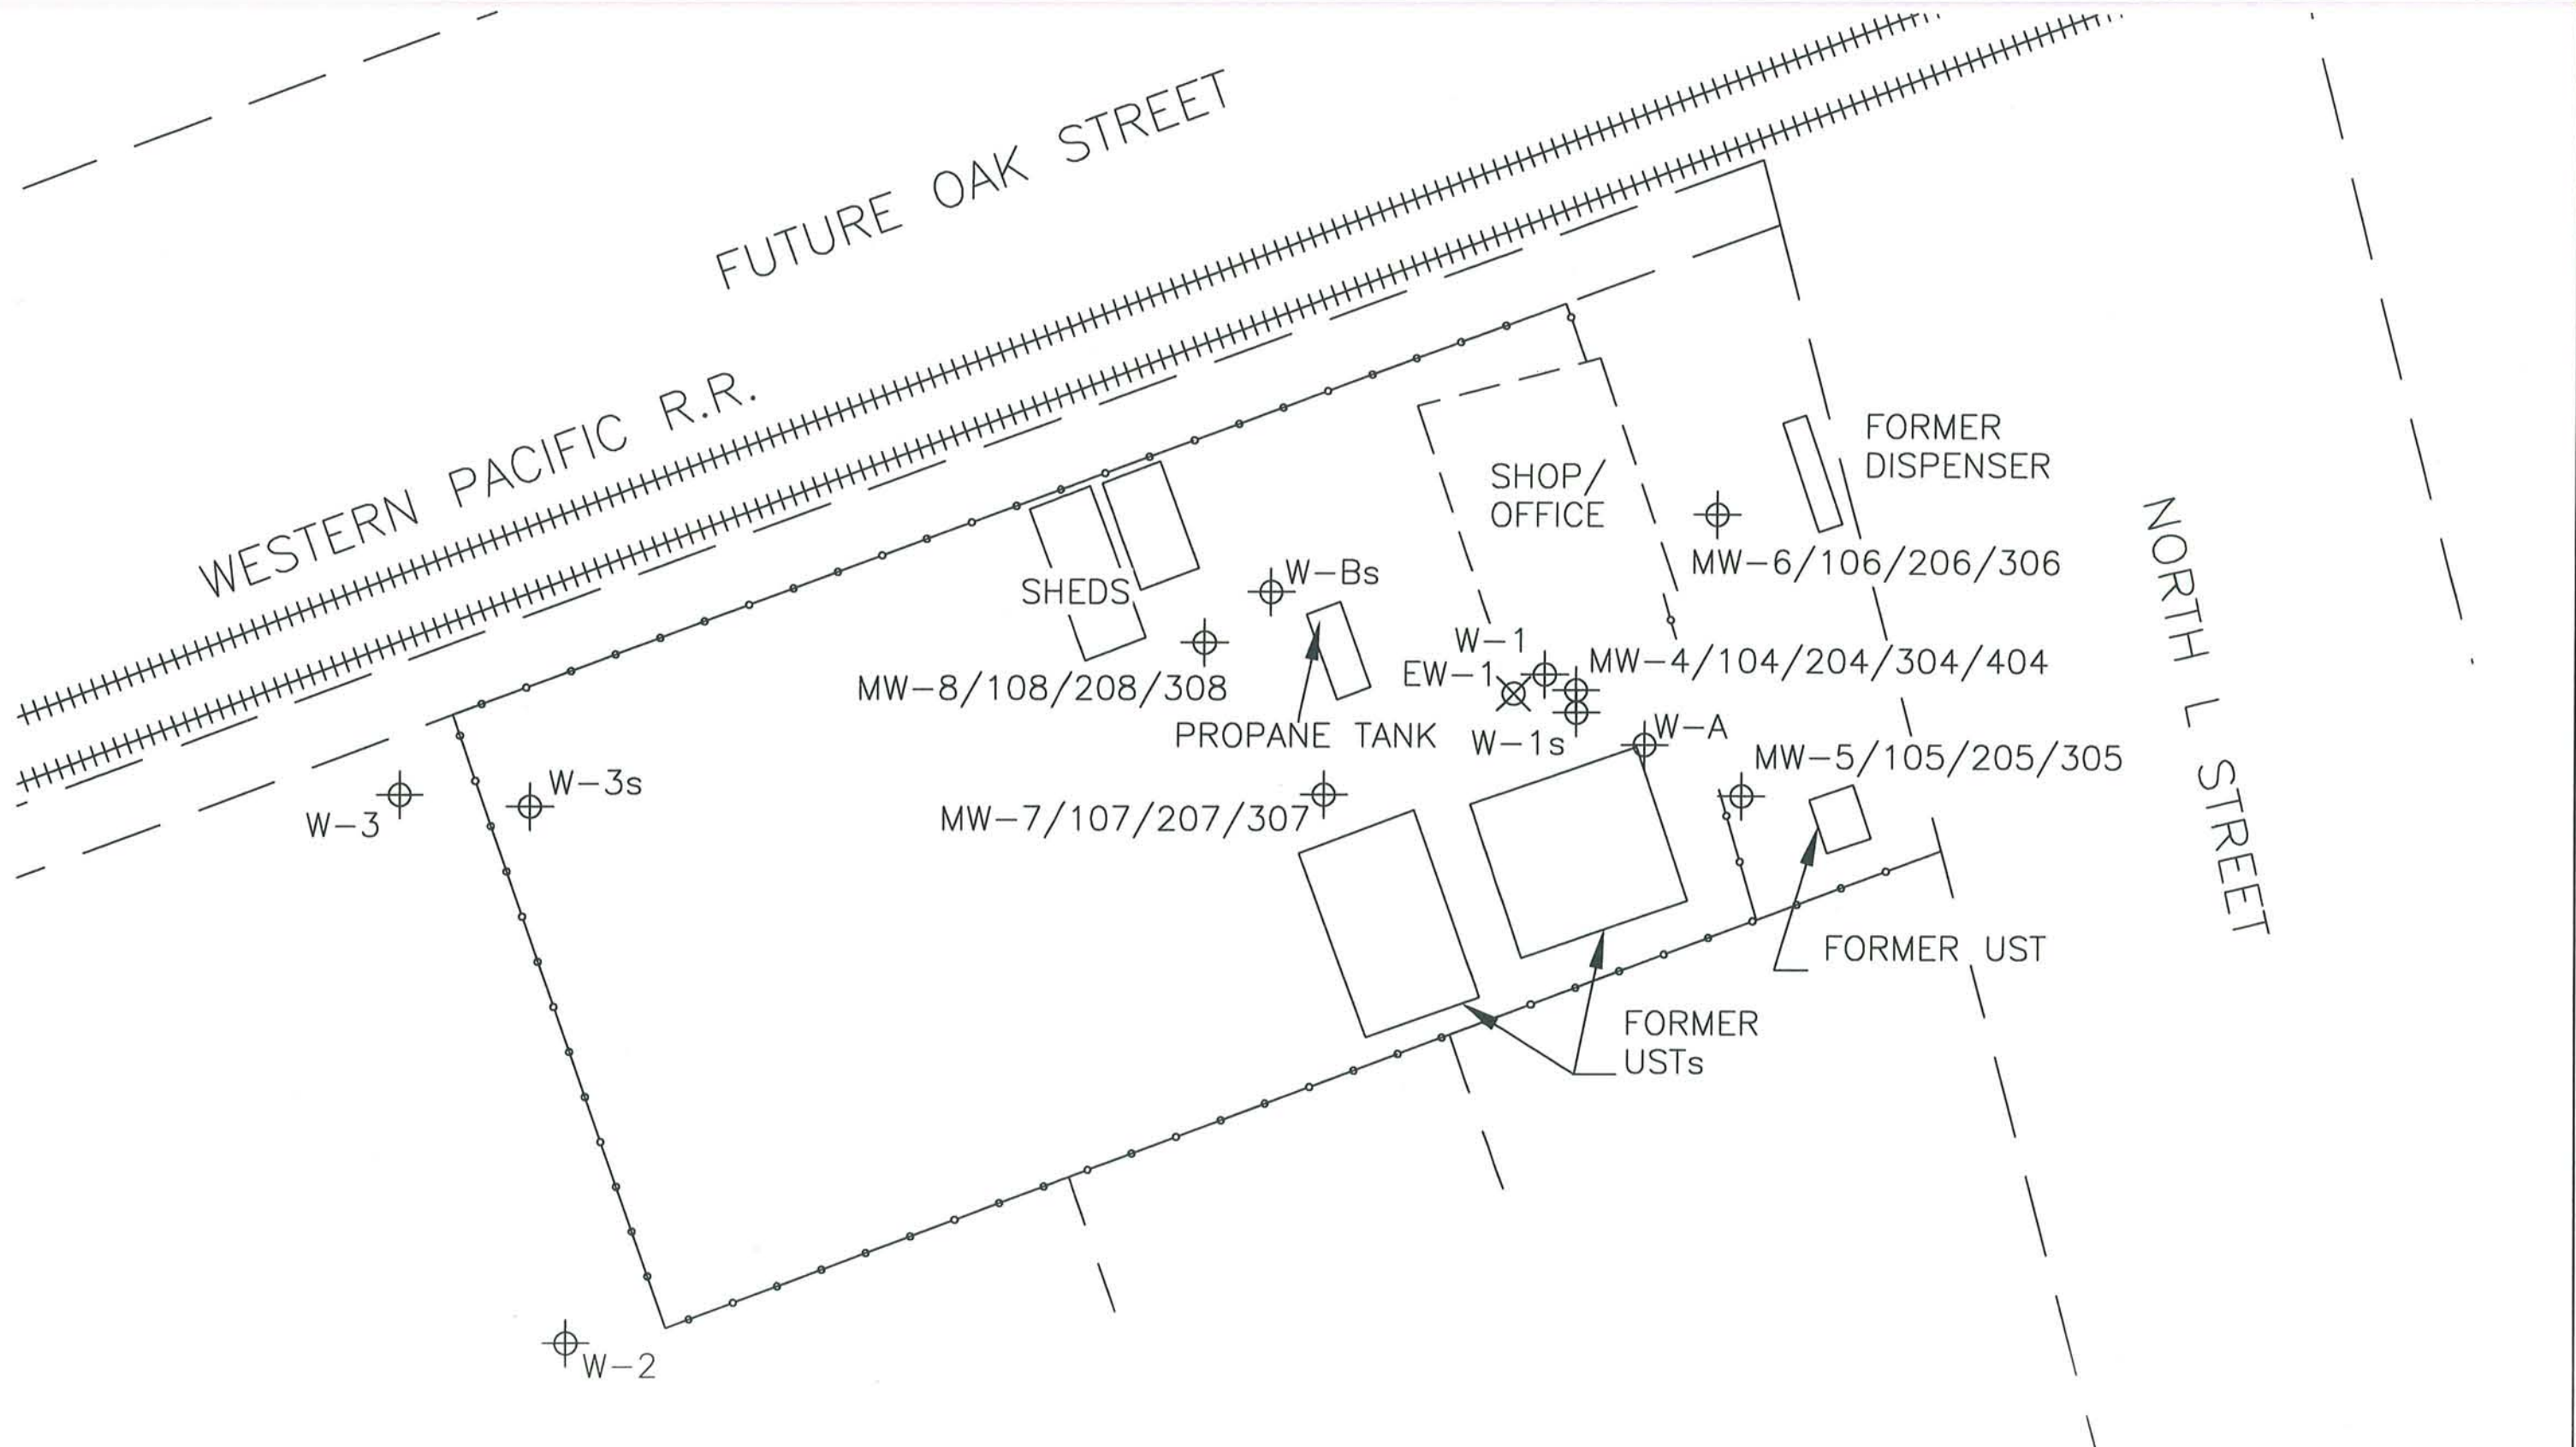 FUTURE OAK STREET
WESTERN PACIFIC R.R.
FORMER
DISPENSER
SHOP/
OFFICE
NORTH L STREET
MW-6/106/206/306
W-Bs
SHEDS
W-1
EW-1
MW-4/104/204/304/404
MW-8/108/208/308
PROPANE TANK
W-1s
W-A
MW-5/105/205/305
W-3s
W-3
MW-7/107/207/307
FORMER UST
FORMER
USTs
W-2